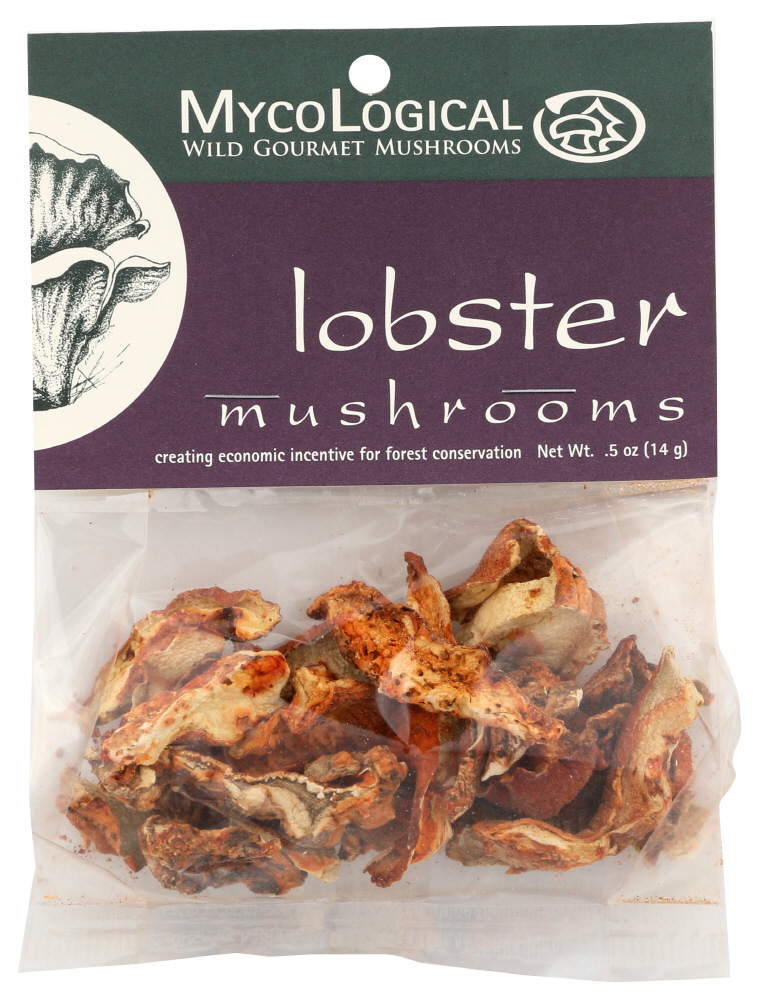 MYCOLOGICAL
WILD GOURMET MUSHROOMS
lobster
mushrooms
creating economic incentive for forest conservation Net Wt. .5 oz (14 g)